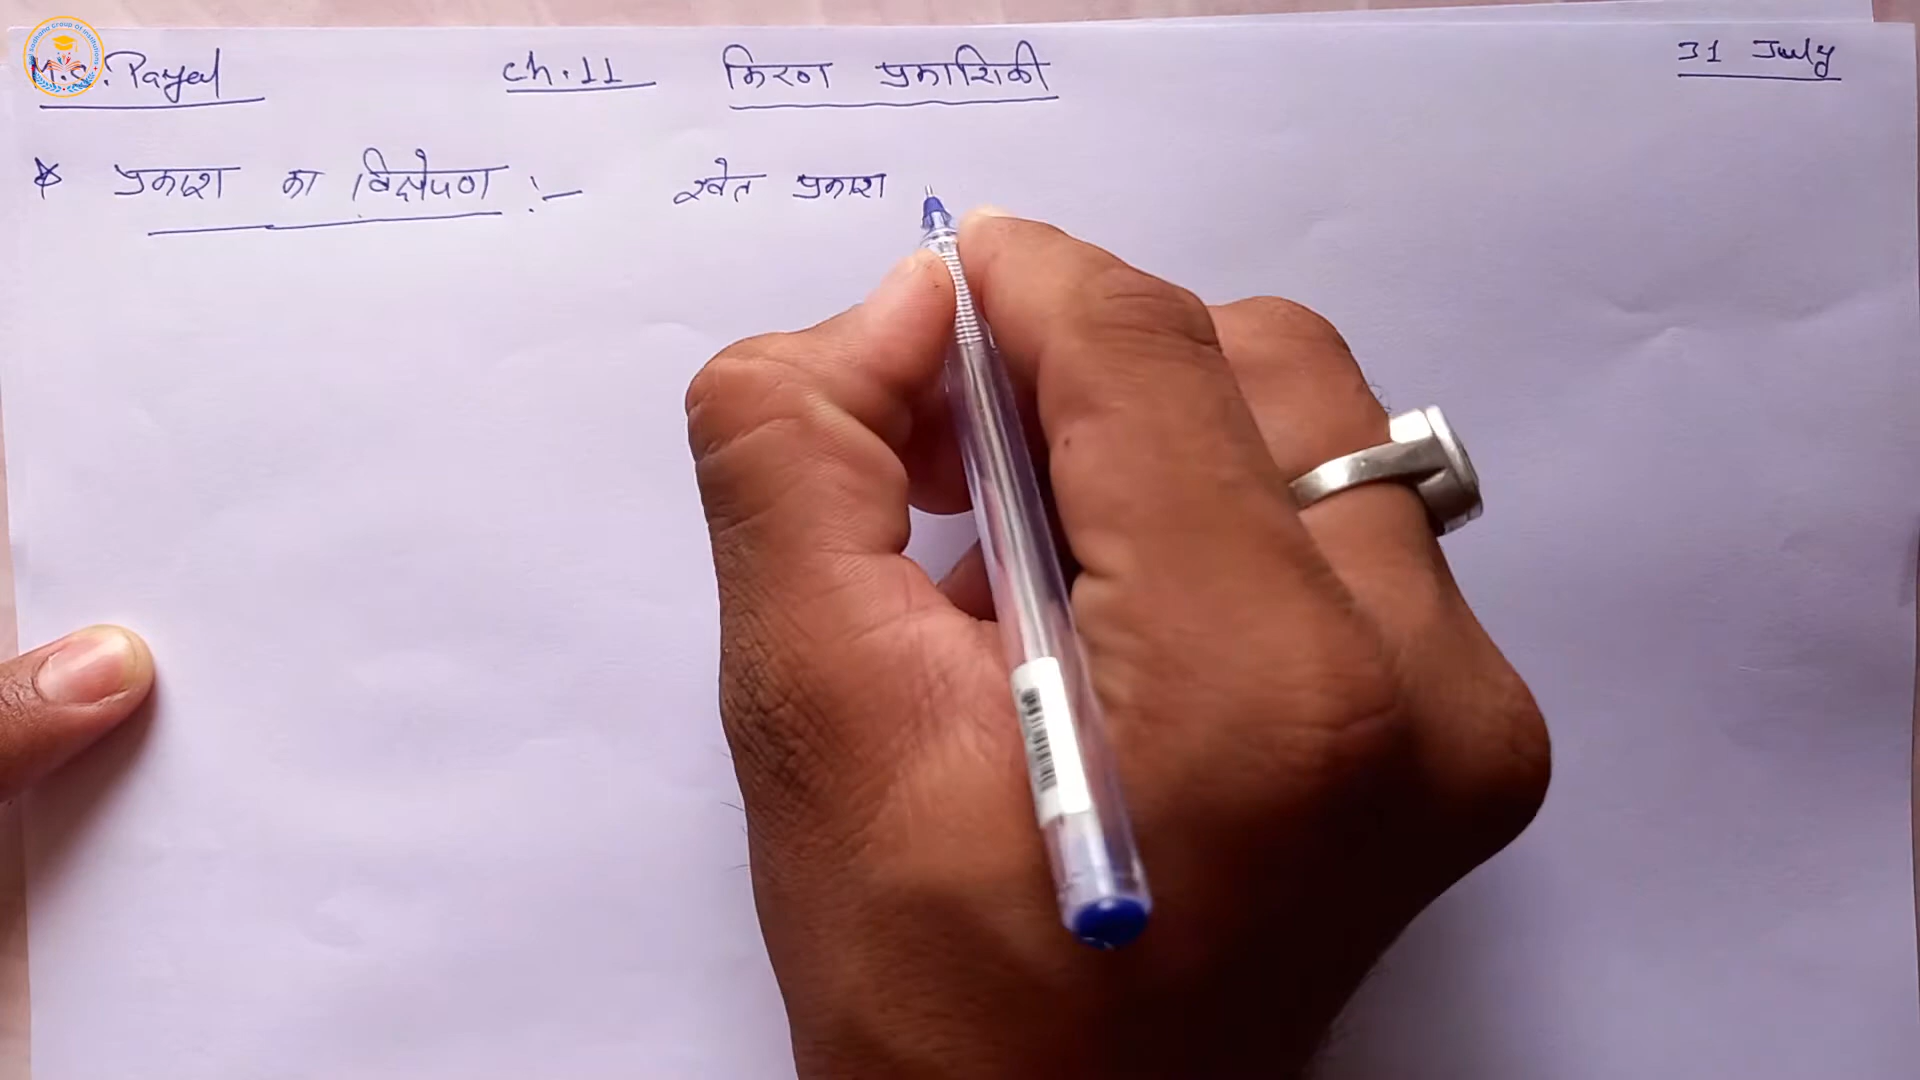 M.S. Payal ch.11 किरण प्रकाशिकी 31 July
* प्रकाश का विक्षेपण :- श्वेत प्रकाश